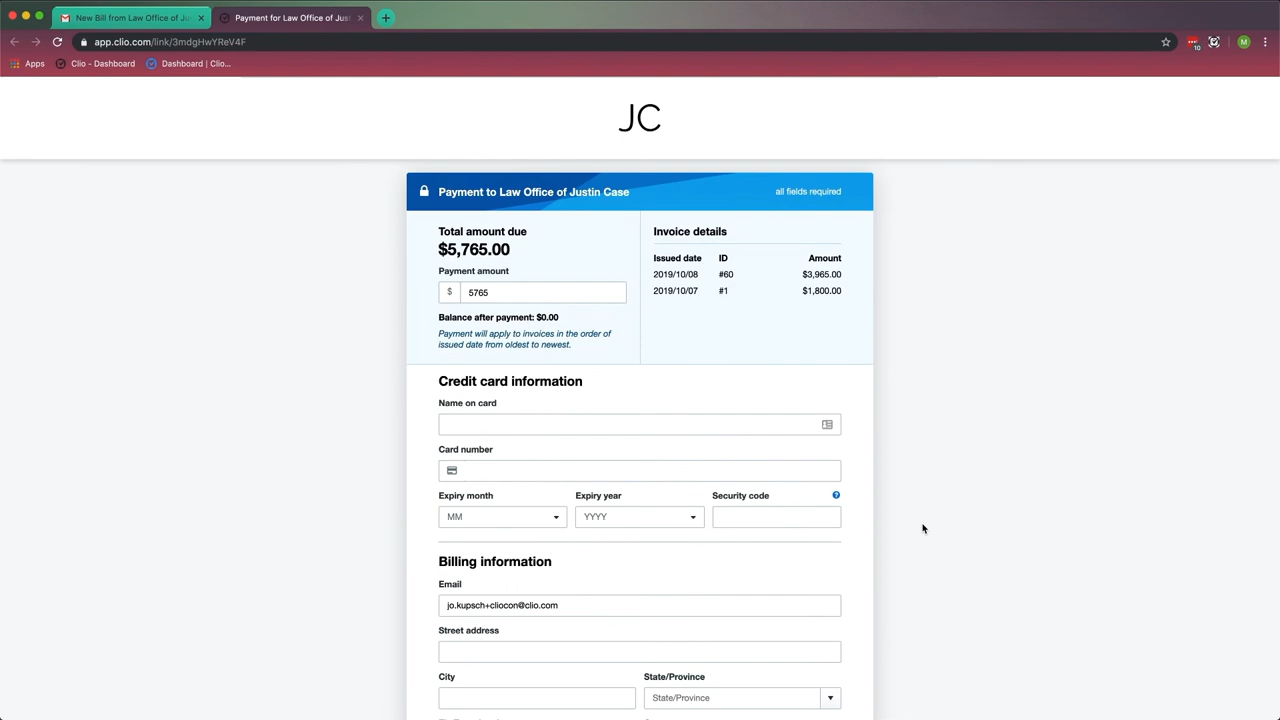 New Bill from Law Office of Ju
Payment for Law Office of Just
app.clio.com/link/3mdgHwYReV4F
10
M
Apps
Clio - Dashboard
Dashboard | Clio...
JC
Payment to Law Office of Justin Case
all fields required
Total amount due
$5,765.00
Payment amount
$ 5765
Balance after payment: $0.00
Payment will apply to invoices in the order of
issued date from oldest to newest.
Invoice details
Issued date ID Amount
2019/10/08 #60 $3,965.00
2019/10/07 #1 $1,800.00
Credit card information
Name on card
Card number
Expiry month Expiry year Security code ?
MM YYYY
Billing information
Email
jo.kupsch+cliocon@clio.com
Street address
City State/Province
State/Province